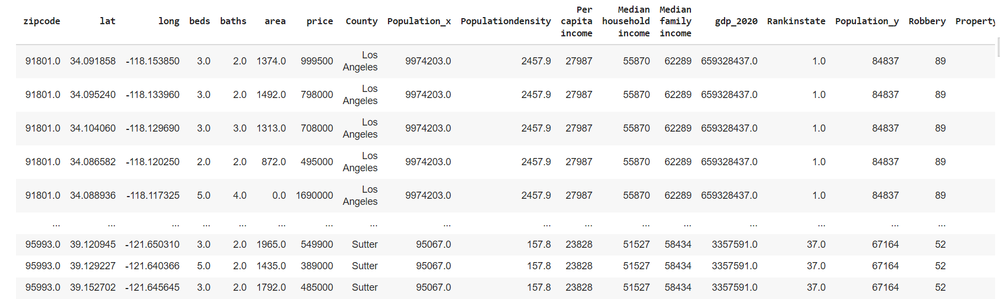 zipcode lat long beds baths area price County Population_x Populationdensity Per capita income Median household income Median family income gdp_2020 Rankinstate Population_y Robbery Property
91801.0 34.091858 -118.153850 3.0 2.0 1374.0 999500 Los Angeles 9974203.0 2457.9 27987 55870 62289 659328437.0 1.0 84837 89
91801.0 34.095240 -118.133960 3.0 2.0 1492.0 798000 Los Angeles 9974203.0 2457.9 27987 55870 62289 659328437.0 1.0 84837 89
91801.0 34.104060 -118.129690 3.0 3.0 1313.0 708000 Los Angeles 9974203.0 2457.9 27987 55870 62289 659328437.0 1.0 84837 89
91801.0 34.086582 -118.120250 2.0 2.0 872.0 495000 Los Angeles 9974203.0 2457.9 27987 55870 62289 659328437.0 1.0 84837 89
91801.0 34.088936 -118.117325 5.0 4.0 0.0 1690000 Los Angeles 9974203.0 2457.9 27987 55870 62289 659328437.0 1.0 84837 89
... ... ... ... ... ... ... ... ... ... ... ... ... ... ... ... ...
95993.0 39.120945 -121.650310 3.0 2.0 1965.0 549900 Sutter 95067.0 157.8 23828 51527 58434 3357591.0 37.0 67164 52
95993.0 39.129227 -121.640366 5.0 2.0 1435.0 389000 Sutter 95067.0 157.8 23828 51527 58434 3357591.0 37.0 67164 52
95993.0 39.152702 -121.645645 3.0 2.0 1792.0 485000 Sutter 95067.0 157.8 23828 51527 58434 3357591.0 37.0 67164 52